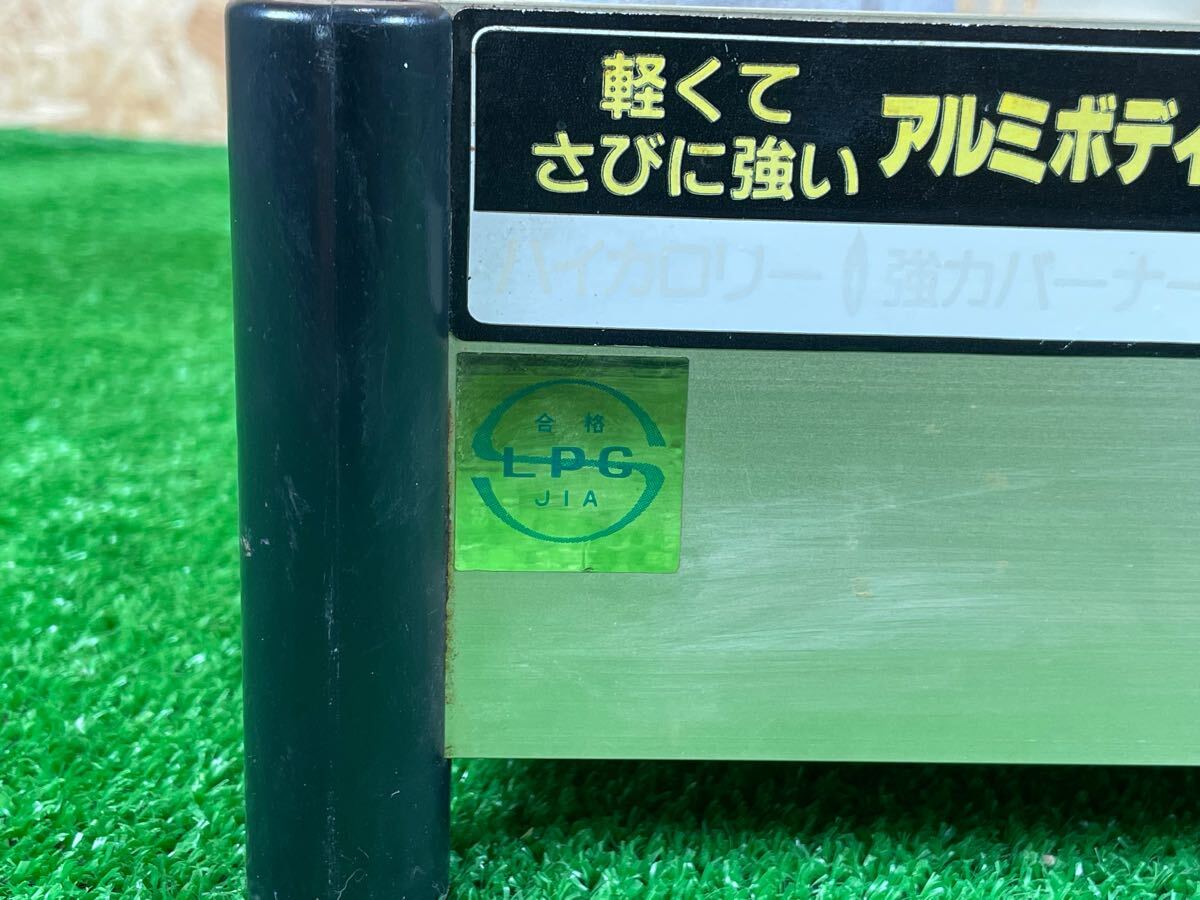 軽くて
さびに強い
アルミボディ
ハイカロリー 強力バーナー
合格
LPG
JIA